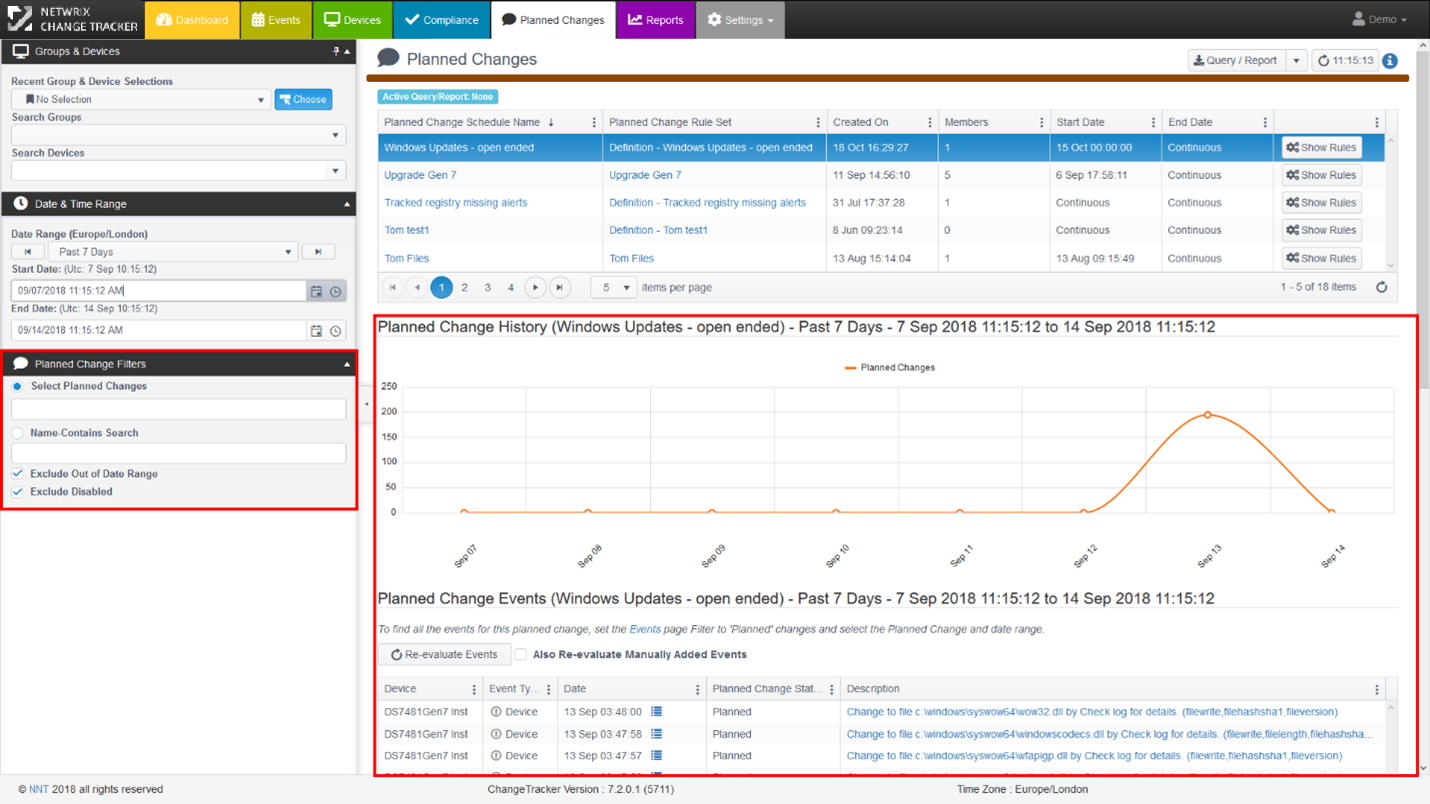 NETWRIX
CHANGE TRACKER
Dashboard
Events
Devices
Compliance
Planned Changes
Reports
Settings
Demo
Groups & Devices
Recent Group & Device Selections
No Selection
Choose
Search Groups
Search Devices
Date & Time Range
Date Range (Europe/London)
Past 7 Days
Start Date: (Utc: 7 Sep 10:15:12)
09/07/2018 11:15:12 AM
End Date: (Utc: 14 Sep 10:15:12)
09/14/2018 11:15:12 AM
Planned Change Filters
Select Planned Changes
Name-Contains Search
Exclude Out of Date Range
Exclude Disabled
Planned Changes
Query / Report
11:15:13
Active Query/Report: None
Planned Change Schedule Name Planned Change Rule Set Created On Members Start Date End Date
Windows Updates - open ended Definition - Windows Updates - open ended 18 Oct 16:29:27 1 15 Oct 00:00:00 Continuous Show Rules
Upgrade Gen 7 Upgrade Gen 7 11 Sep 14:56:10 5 6 Sep 17:58:11 Continuous Show Rules
Tracked registry missing alerts Definition - Tracked registry missing alerts 31 Jul 17:37:28 1 Continuous Continuous Show Rules
Tom test1 Definition - Tom test1 8 Jun 09:23:14 0 Continuous Continuous Show Rules
Tom Files Tom Files 13 Aug 15:14:04 1 13 Aug 09:15:49 Continuous Show Rules
1 2 3 4 5 items per page 1 - 5 of 18 items
Planned Change History (Windows Updates - open ended) - Past 7 Days - 7 Sep 2018 11:15:12 to 14 Sep 2018 11:15:12
Planned Changes
250
200
150
100
50
0
Sep 07 Sep 08 Sep 09 Sep 10 Sep 11 Sep 12 Sep 13 Sep 14
Planned Change Events (Windows Updates - open ended) - Past 7 Days - 7 Sep 2018 11:15:12 to 14 Sep 2018 11:15:12
To find all the events for this planned change, set the Events page Filter to 'Planned' changes and select the Planned Change and date range.
Re-evaluate Events Also Re-evaluate Manually Added Events
Device Event Ty... Date Planned Change Stat... Description
DS7481Gen7 Inst Device 13 Sep 03:48:00 Planned Change to file c:\windows\syswow64\wow32.dll by Check log for details. (filewrite,filehashsha1,fileversion)
DS7481Gen7 Inst Device 13 Sep 03:47:58 Planned Change to file c:\windows\syswow64\windowscodecs.dll by Check log for details. (filewrite,filelength,filehashsha...
DS7481Gen7 Inst Device 13 Sep 03:47:57 Planned Change to file c:\windows\syswow64\wfapigp.dll by Check log for details. (filewrite,filehashsha1,fileversion)
© NNT 2018 all rights reserved
ChangeTracker Version : 7.2.0.1 (5711)
Time Zone : Europe/London